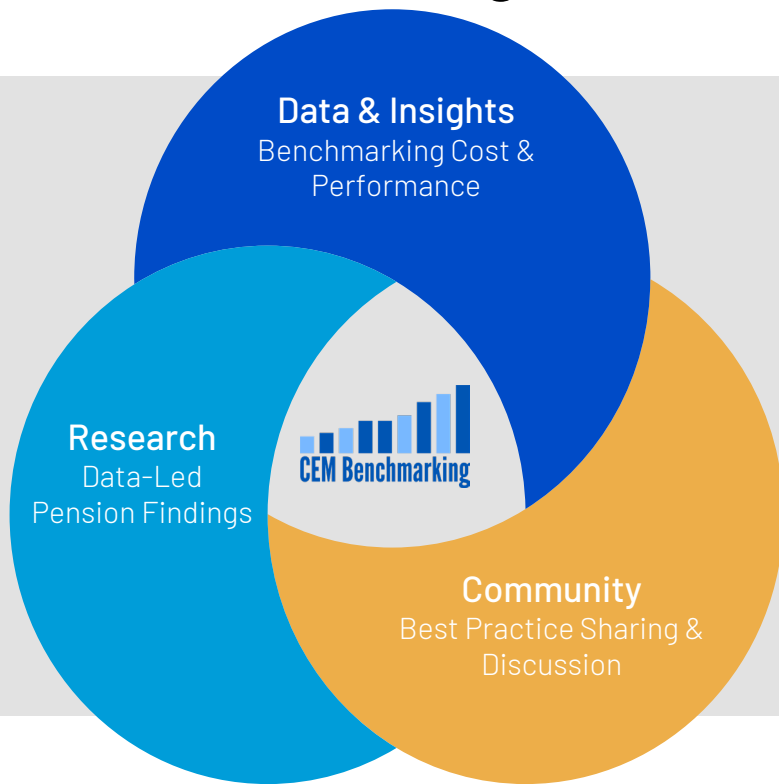 Data & Insights
Benchmarking Cost &
Performance
Research
Data-Led
Pension Findings
CEM Benchmarking
Community
Best Practice Sharing &
Discussion